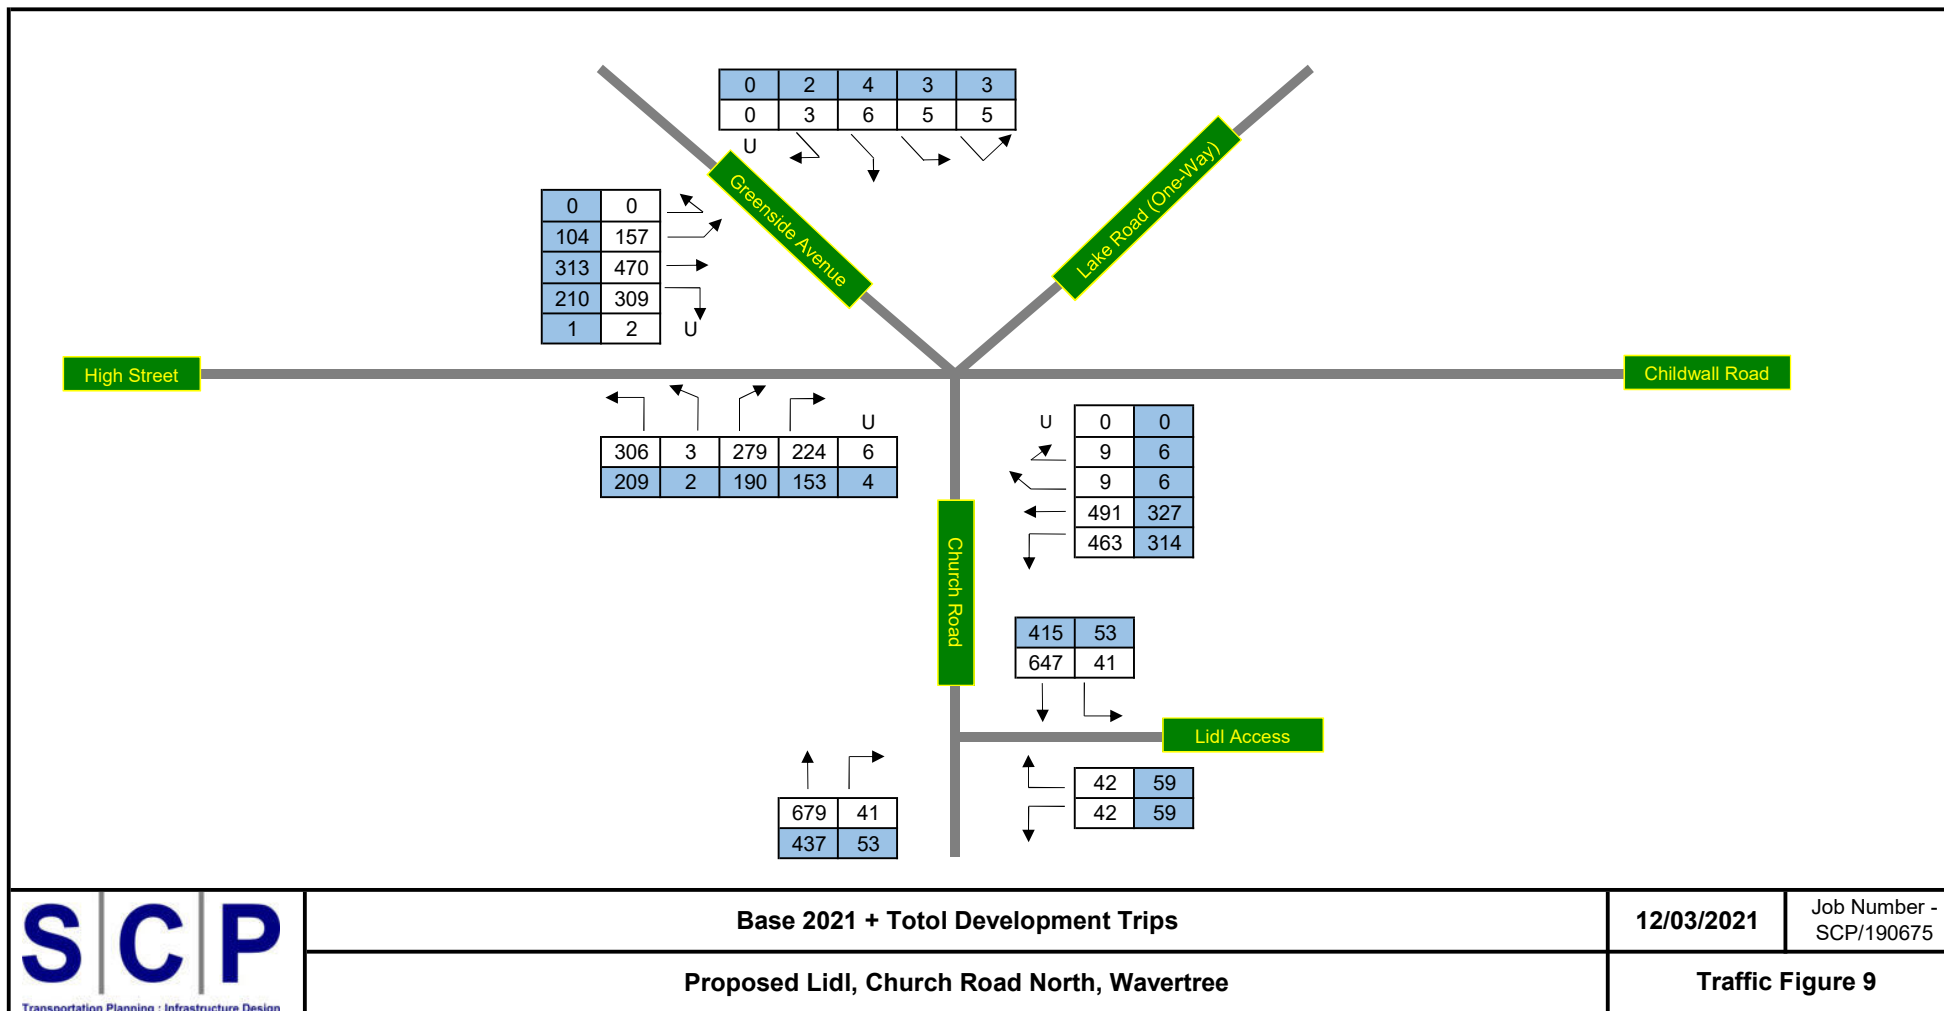 0 2 4 3 3
0 3 6 5 5
U
Greenside Avenue
Lake Road (One-Way)
0 0
104 157
313 470
210 309
1 2 U
High Street
Childwall Road
U
306 3 279 224 6
209 2 190 153 4
U 0 0
9 6
9 6
491 327
463 314
Church Road
415 53
647 41
Lidl Access
679 41
437 53
42 59
42 59
S C P
Transportation Planning : Infrastructure Design
Base 2021 + Totol Development Trips
12/03/2021
Job Number -
SCP/190675
Proposed Lidl, Church Road North, Wavertree
Traffic Figure 9